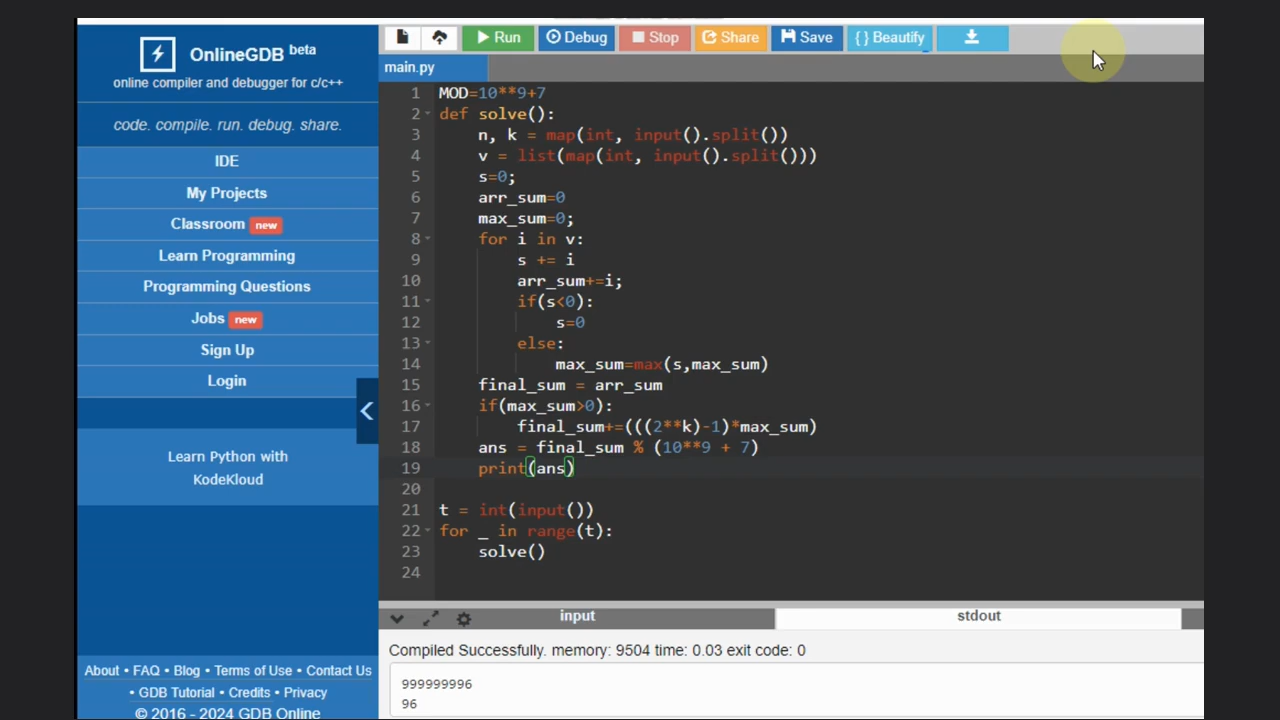 OnlineGDB beta
online compiler and debugger for c/c++
code. compile. run. debug. share.
IDE
My Projects
Classroom new
Learn Programming
Programming Questions
Jobs new
Sign Up
Login
Learn Python with
KodeKloud
About • FAQ • Blog • Terms of Use • Contact Us
• GDB Tutorial • Credits • Privacy
© 2016 - 2024 GDB Online
Run Debug Stop Share Save { } Beautify
main.py
1 MOD=10**9+7
2 def solve():
3     n, k = map(int, input().split())
4     v = list(map(int, input().split()))
5     s=0;
6     arr_sum=0
7     max_sum=0;
8     for i in v:
9         s += i
10         arr_sum+=i;
11         if(s<0):
12             s=0
13         else:
14             max_sum=max(s,max_sum)
15     final_sum = arr_sum
16     if(max_sum>0):
17         final_sum+=(((2**k)-1)*max_sum)
18     ans = final_sum % (10**9 + 7)
19     print(ans)
20
21 t = int(input())
22 for _ in range(t):
23     solve()
24
input stdout
Compiled Successfully. memory: 9504 time: 0.03 exit code: 0
999999996
96